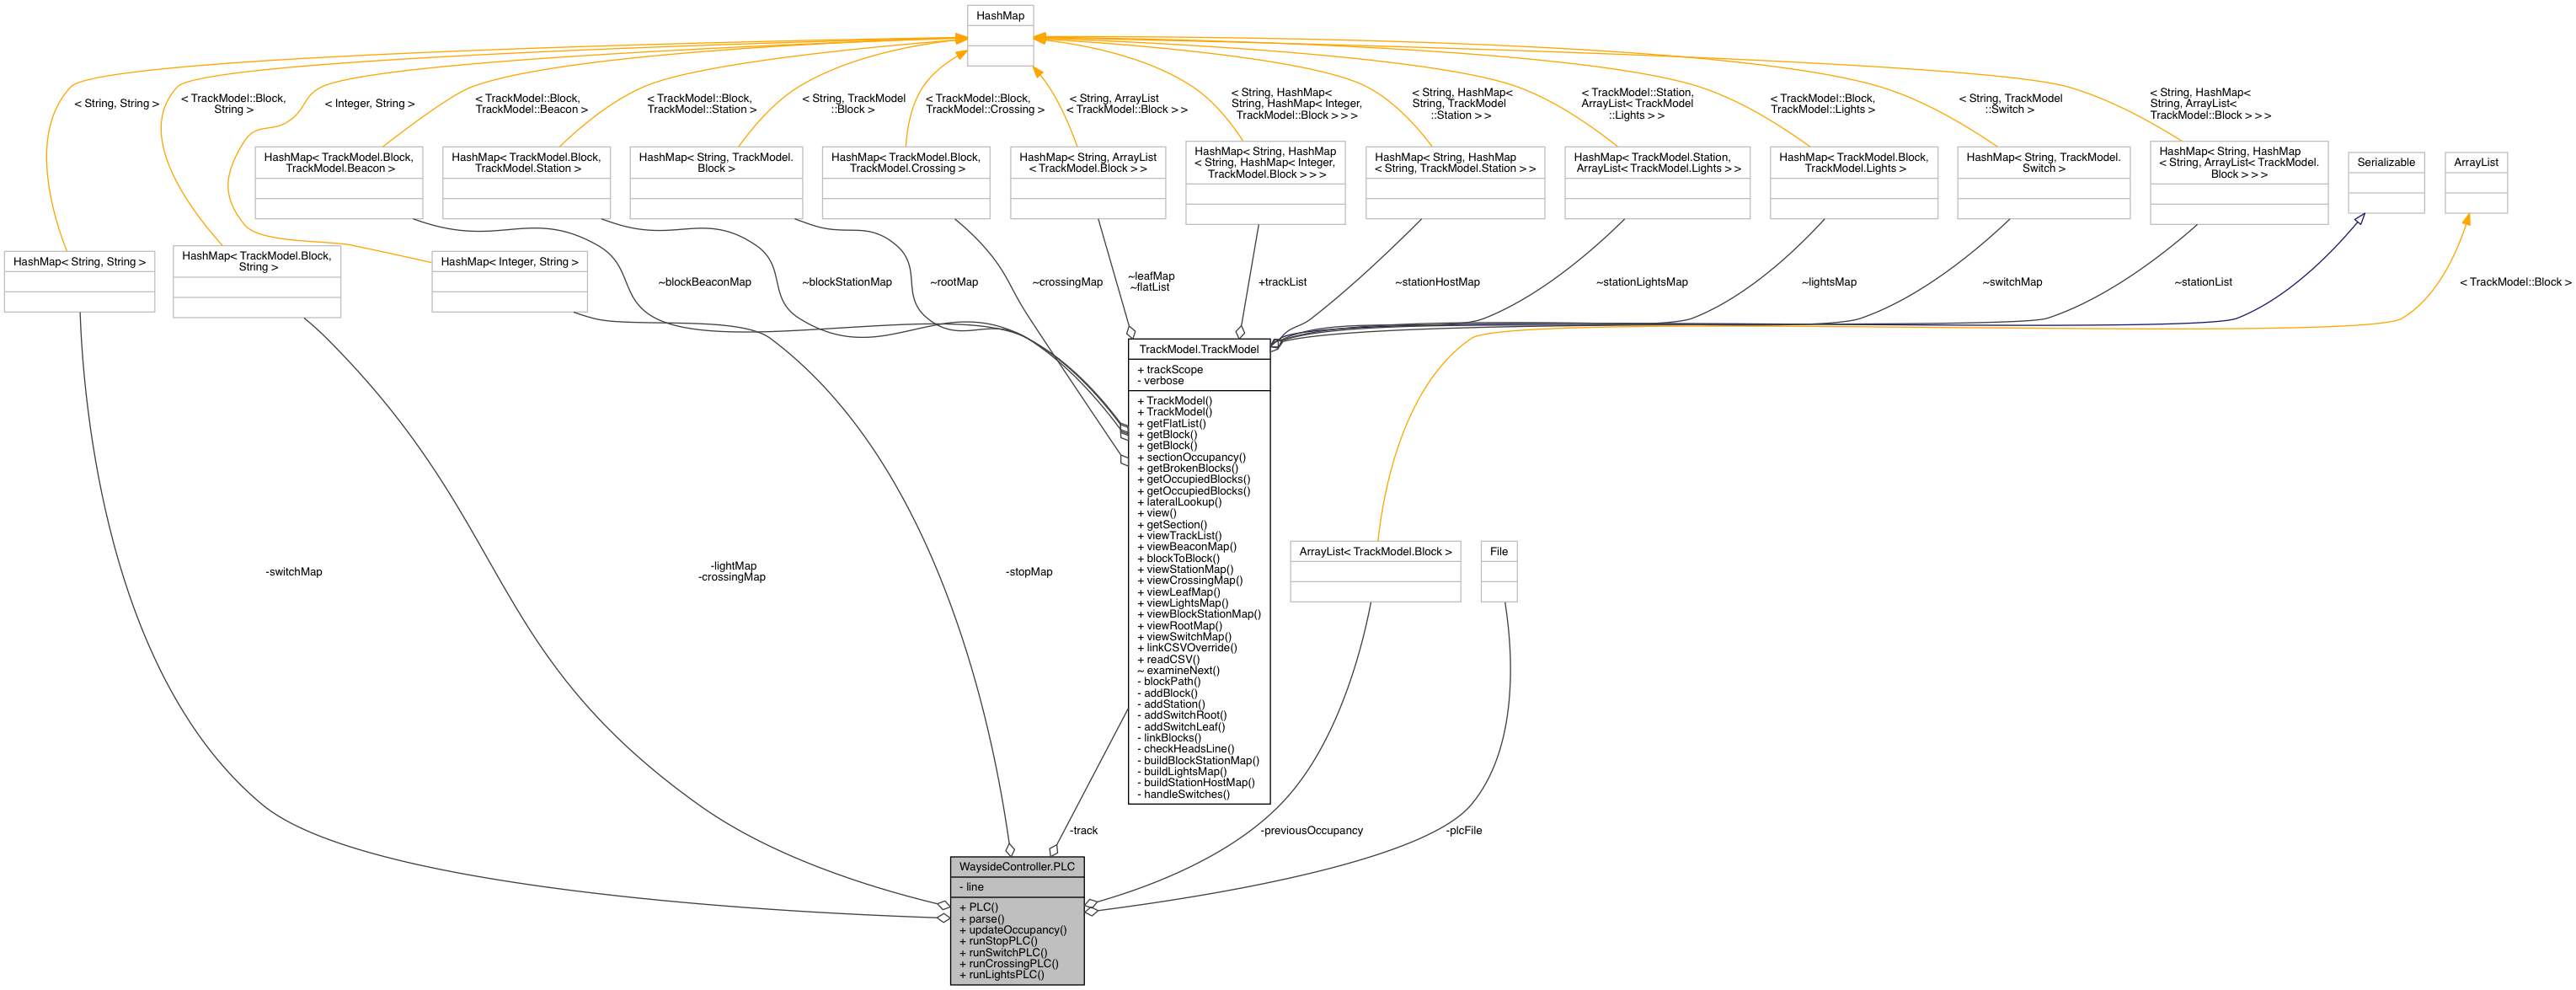 HashMap
< String, String >
< TrackModel::Block,
String >
< Integer, String >
< TrackModel::Block,
TrackModel::Beacon >
< TrackModel::Block,
TrackModel::Station >
< String, TrackModel
::Block >
< TrackModel::Block,
TrackModel::Crossing >
< String, ArrayList
< TrackModel::Block > >
< String, HashMap<
String, HashMap< Integer,
TrackModel::Block > > >
< String, HashMap<
String, TrackModel
::Station > >
< TrackModel::Station,
ArrayList< TrackModel
::Lights > >
< TrackModel::Block,
TrackModel::Lights >
< String, TrackModel
::Switch >
< String, HashMap<
String, ArrayList<
TrackModel::Block > > >
HashMap< TrackModel.Block,
TrackModel.Beacon >
HashMap< TrackModel.Block,
TrackModel.Station >
HashMap< String, TrackModel.
Block >
HashMap< TrackModel.Block,
TrackModel.Crossing >
HashMap< String, ArrayList
< TrackModel.Block > >
HashMap< String, HashMap
< String, HashMap< Integer,
TrackModel.Block > > >
HashMap< String, HashMap
< String, TrackModel.Station > >
HashMap< TrackModel.Station,
ArrayList< TrackModel.Lights > >
HashMap< TrackModel.Block,
TrackModel.Lights >
HashMap< String, TrackModel.
Switch >
HashMap< String, HashMap
< String, ArrayList< TrackModel.
Block > > >
Serializable
ArrayList
HashMap< String, String >
HashMap< TrackModel.Block,
String >
HashMap< Integer, String >
~blockBeaconMap
~blockStationMap
~rootMap
~crossingMap
~leafMap
~flatList
+trackList
~stationHostMap
~stationLightsMap
~lightsMap
~switchMap
~stationList
< TrackModel::Block >
TrackModel.TrackModel
+ trackScope
- verbose
+ TrackModel()
+ TrackModel()
+ getFlatList()
+ getBlock()
+ getBlock()
+ sectionOccupancy()
+ getBrokenBlocks()
+ getOccupiedBlocks()
+ getOccupiedBlocks()
+ lateralLookup()
+ view()
+ getSection()
+ viewTrackList()
+ viewBeaconMap()
+ blockToBlock()
+ viewStationMap()
+ viewCrossingMap()
+ viewLeafMap()
+ viewLightsMap()
+ viewBlockStationMap()
+ viewRootMap()
+ viewSwitchMap()
+ linkCSVOverride()
+ readCSV()
~ examineNext()
- blockPath()
- addBlock()
- addStation()
- addSwitchRoot()
- addSwitchLeaf()
- linkBlocks()
- checkHeadsLine()
- buildBlockStationMap()
- buildLightsMap()
- buildStationHostMap()
- handleSwitches()
ArrayList< TrackModel.Block >
File
-switchMap
-lightMap
-crossingMap
-stopMap
-track
-previousOccupancy
-plcFile
WaysideController.PLC
- line
+ PLC()
+ parse()
+ updateOccupancy()
+ runStopPLC()
+ runSwitchPLC()
+ runCrossingPLC()
+ runLightsPLC()